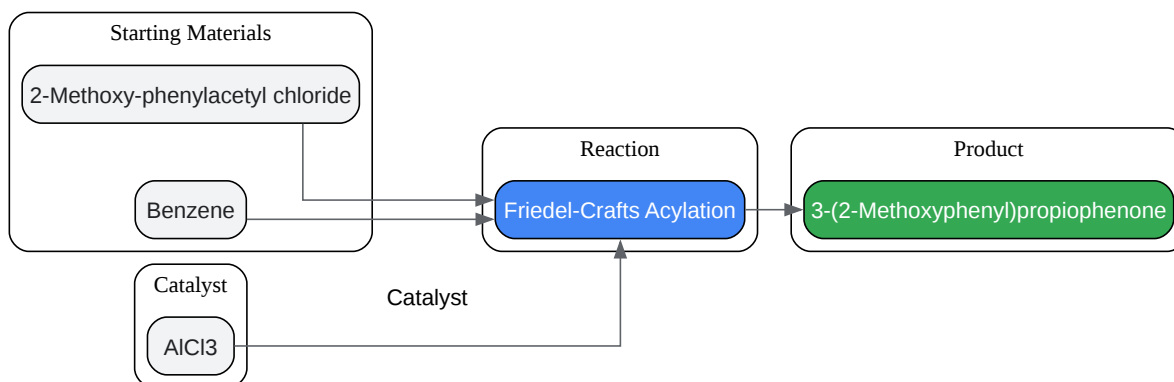 Starting Materials
2-Methoxy-phenylacetyl chloride
Benzene
Reaction
Friedel-Crafts Acylation
Product
3-(2-Methoxyphenyl)propiophenone
Catalyst
AlCl3
Catalyst